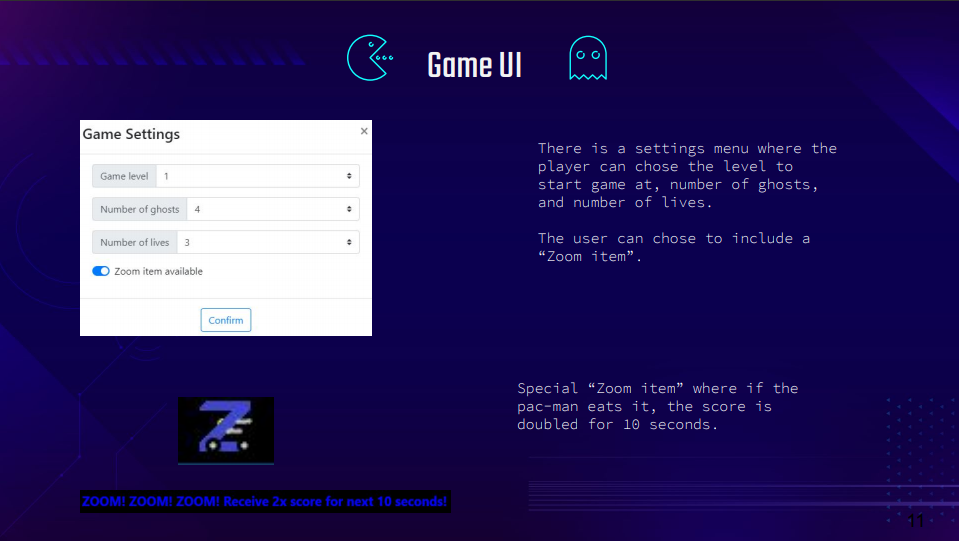 Game UI
Game Settings
×
Game level 1
Number of ghosts 4
Number of lives 3
Zoom item available
Confirm
There is a settings menu where the
player can chose the level to
start game at, number of ghosts,
and number of lives.
The user can chose to include a
“Zoom item”.
Special “Zoom item” where if the
pac-man eats it, the score is
doubled for 10 seconds.
Z
ZOOM! ZOOM! ZOOM! Receive 2x score for next 10 seconds!
11